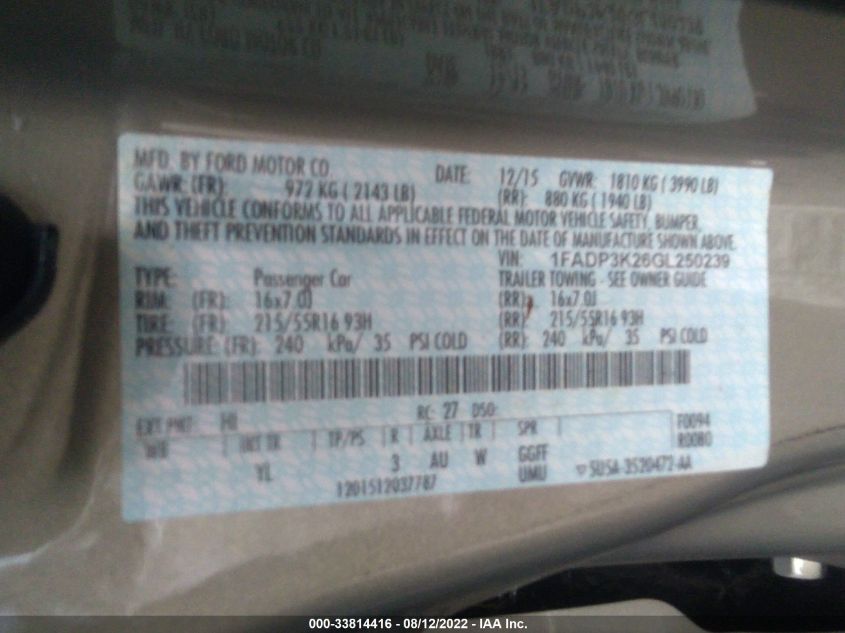 MFD. BY FORD MOTOR CO.
DATE: 12/15 GVWR: 1810 KG ( 3990 LB)
GAWR: (FR): 972 KG ( 2143 LB) (RR): 880 KG ( 1940 LB)
THIS VEHICLE CONFORMS TO ALL APPLICABLE FEDERAL MOTOR VEHICLE SAFETY, BUMPER,
AND THEFT PREVENTION STANDARDS IN EFFECT ON THE DATE OF MANUFACTURE SHOWN ABOVE.
VIN: 1FADP3K26GL250239
TYPE: Passenger Car TRAILER TOWING - SEE OWNER GUIDE
RIM: (FR): 16x7.0J (RR): 16x7.0J
TIRE: (FR): 215/55R16 93H (RR): 215/55R16 93H
PRESSURE: (FR): 240 kPa/ 35 PSI COLD (RR): 240 kPa/ 35 PSI COLD
EXT PNT: HI RC: 27 DSO:
WB INT TR TP/PS R AXLE TR SPR F0094
R0080
YL 3 AU W GGFF
UMU 5U5A-3520472-AA
1201512037787
000-33814416 - 08/12/2022 - IAA Inc.